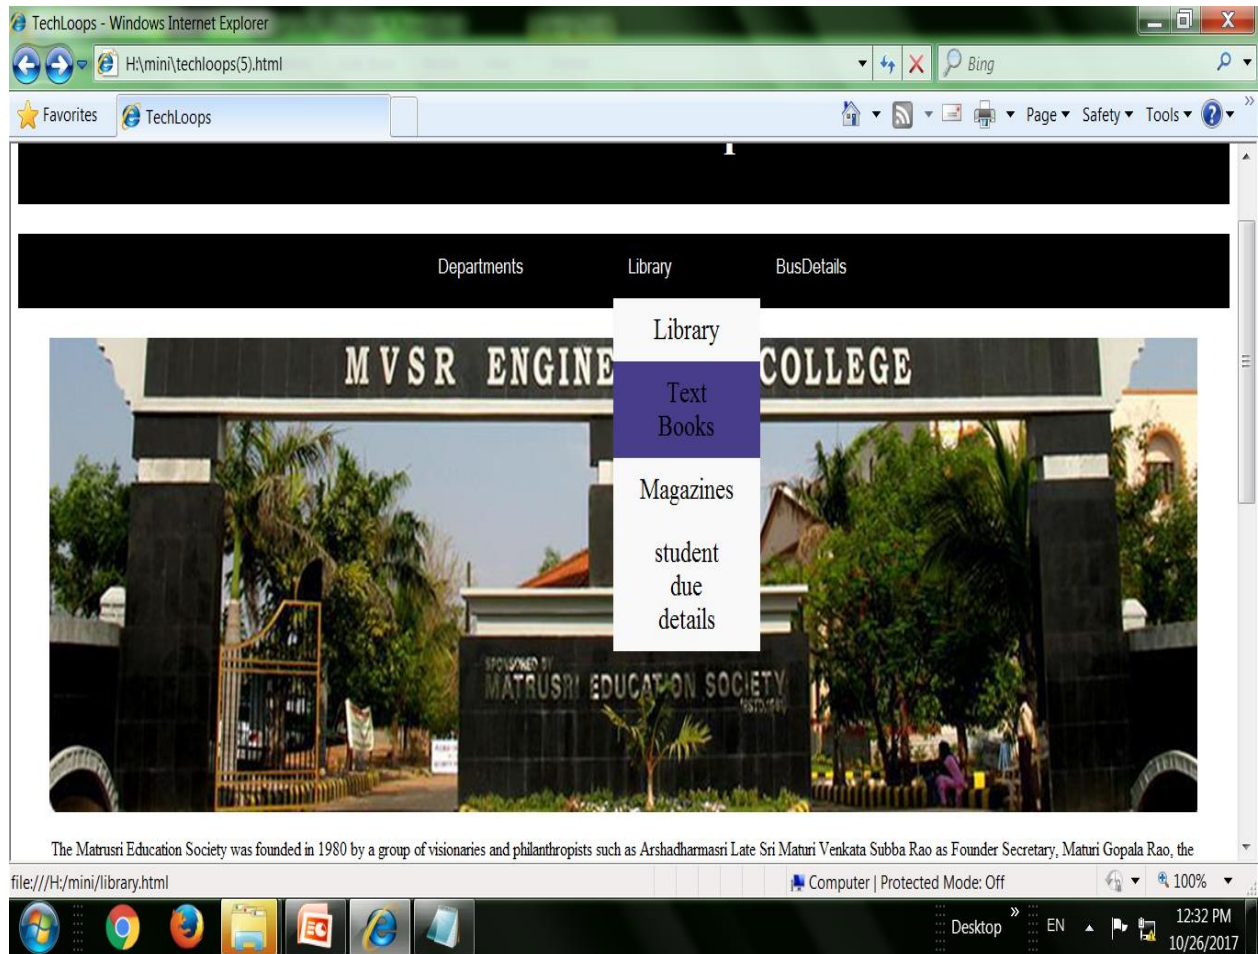 TechLoops - Windows Internet Explorer
H:\mini\techloops(5).html
Bing
Favorites
TechLoops
Page
Safety
Tools
Departments
Library
BusDetails
Library
Text
Books
Magazines
student
due
details
MVSR ENGINE
COLLEGE
SPONSORED BY
MATRUSRI EDUCATION SOCIETY
The Matrusri Education Society was founded in 1980 by a group of visionaries and philanthropists such as Arshadharmasri Late Sri Maturi Venkata Subba Rao as Founder Secretary, Maturi Gopala Rao, the
file:///H:/mini/library.html
Computer | Protected Mode: Off
100%
Desktop
»
EN
12:32 PM
10/26/2017